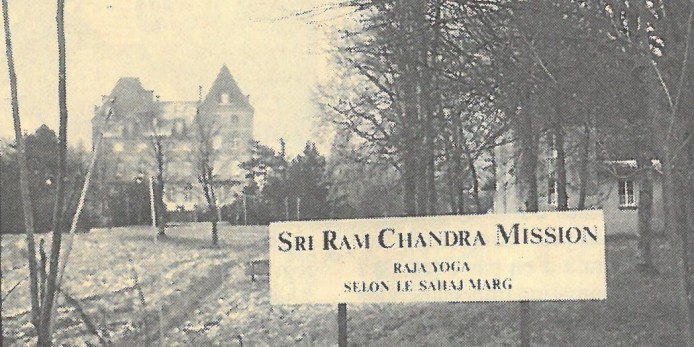 SRI RAM CHANDRA MISSION
RAJA YOGA
SELON LE SAHAJ MARG